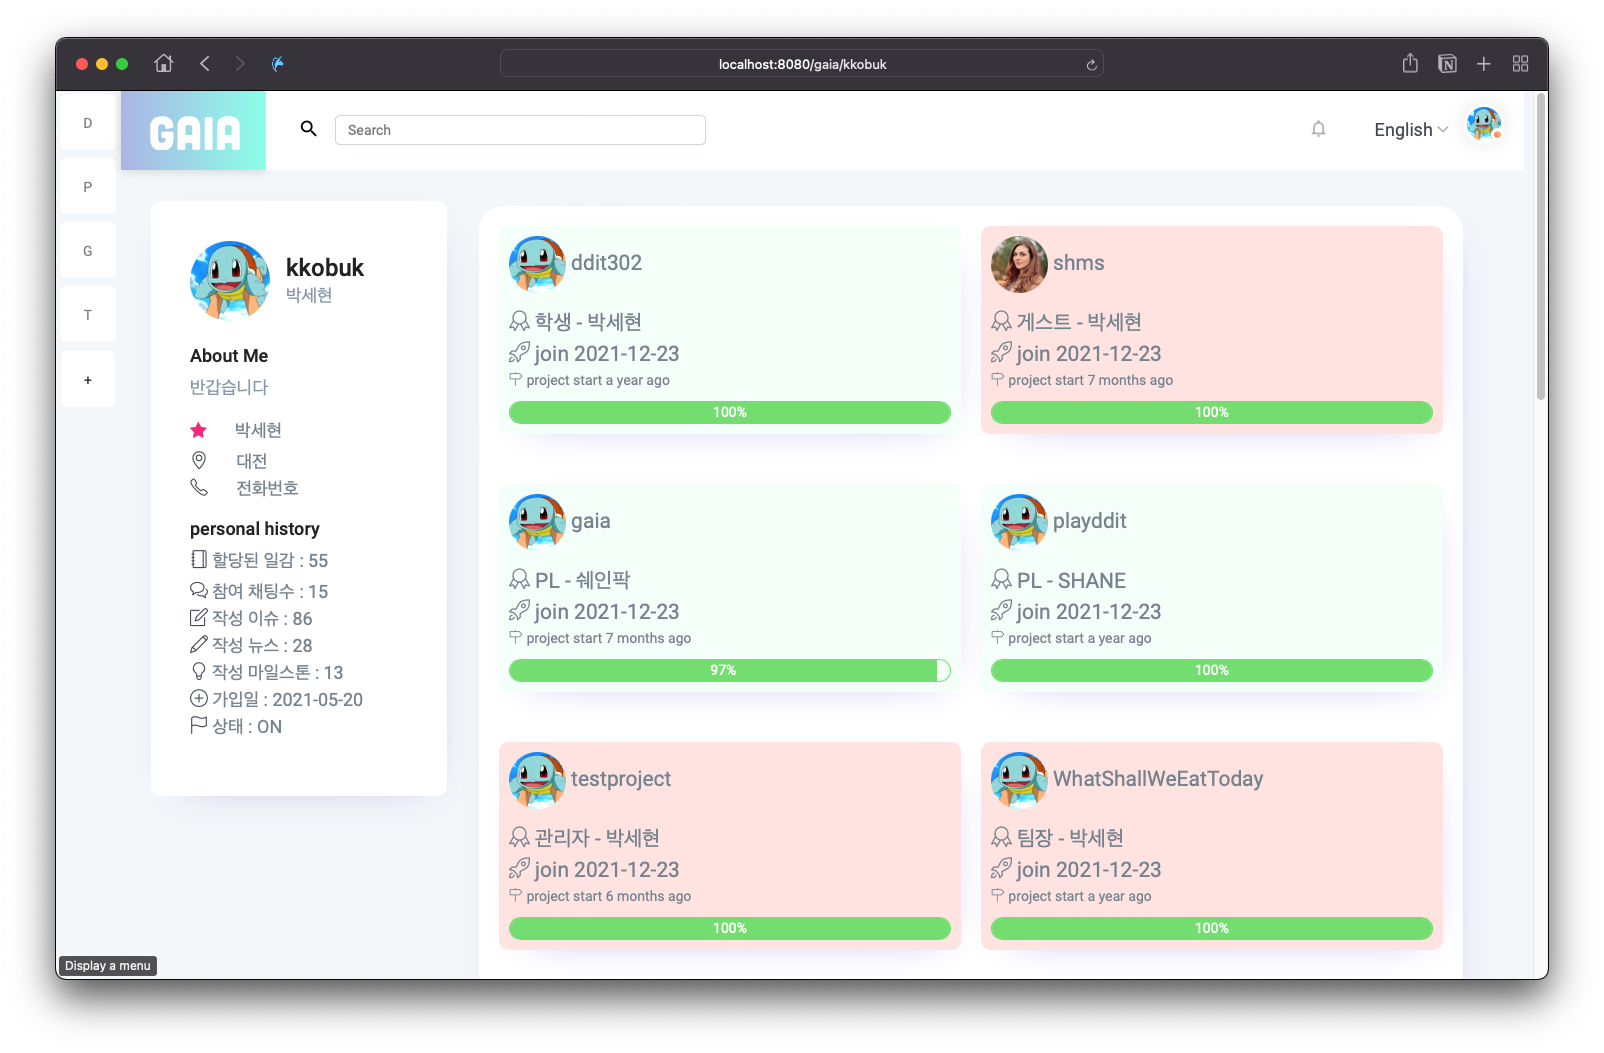 localhost:8080/gaia/kkobuk
D
P
G
T
+
GAIA
Search
English
kkobuk
박세현
About Me
반갑습니다
박세현
대전
전화번호
personal history
할당된 일감 : 55
참여 채팅수 : 15
작성 이슈 : 86
작성 뉴스 : 28
작성 마일스톤 : 13
가입일 : 2021-05-20
상태 : ON
ddit302
학생 - 박세현
join 2021-12-23
project start a year ago
100%
shms
게스트 - 박세현
join 2021-12-23
project start 7 months ago
100%
gaia
PL - 쉐인팍
join 2021-12-23
project start 7 months ago
97%
playddit
PL - SHANE
join 2021-12-23
project start a year ago
100%
testproject
관리자 - 박세현
join 2021-12-23
project start 6 months ago
100%
WhatShallWeEatToday
팀장 - 박세현
join 2021-12-23
project start a year ago
100%
Display a menu